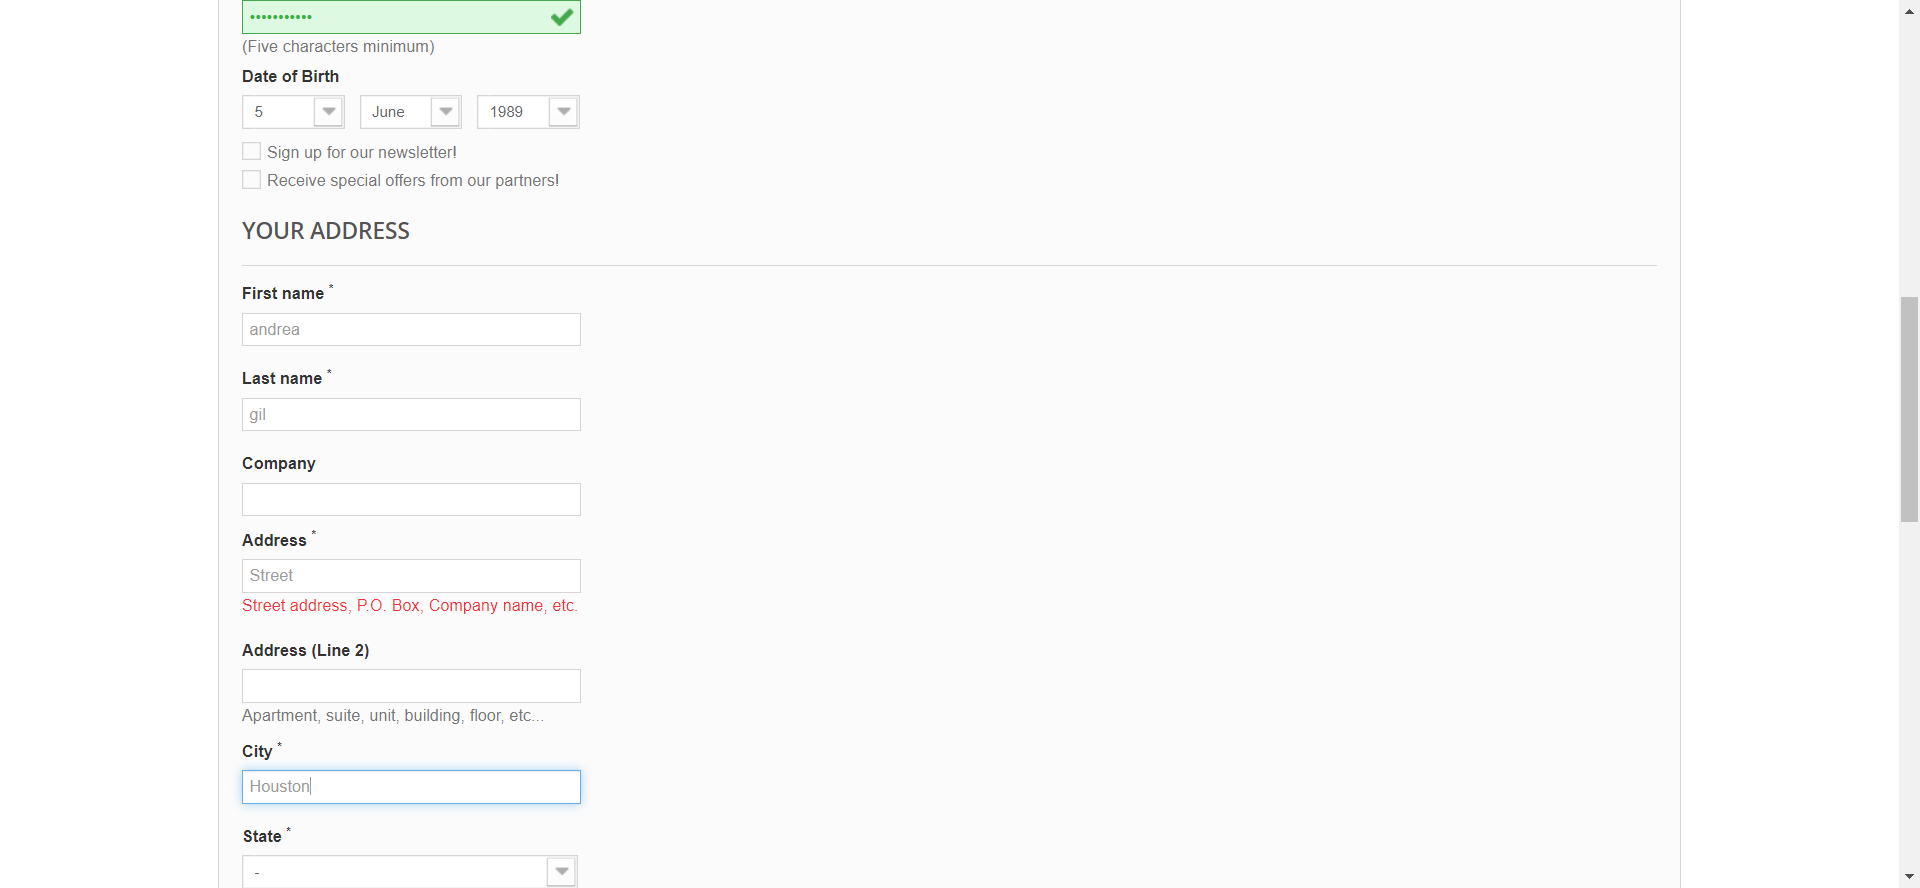 •••••••••••
(Five characters minimum)
Date of Birth
5 June 1989
Sign up for our newsletter!
Receive special offers from our partners!
YOUR ADDRESS
First name *
andrea
Last name *
gil
Company
Address *
Street
Street address, P.O. Box, Company name, etc.
Address (Line 2)
Apartment, suite, unit, building, floor, etc...
City *
Houston
State *
-